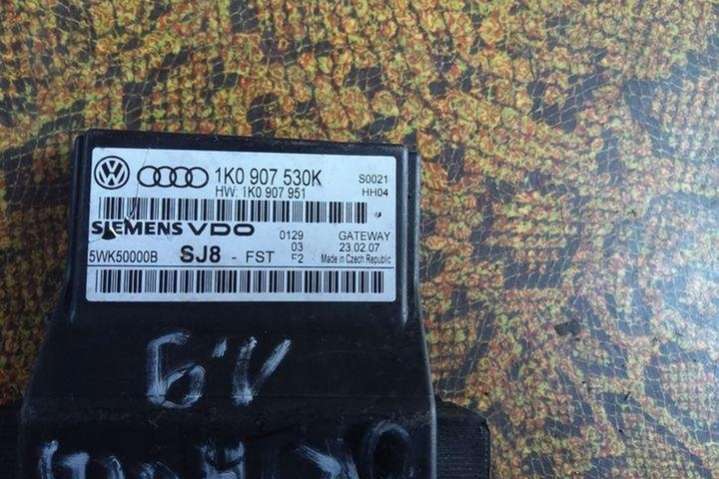 1K0 907 530K S0021
HW: 1K0 907 951 HH04
SIEMENS VDO 0129 GATEWAY
03 23.02.07
5WK50000B SJ8 - FST F2 Made in Czech Republic